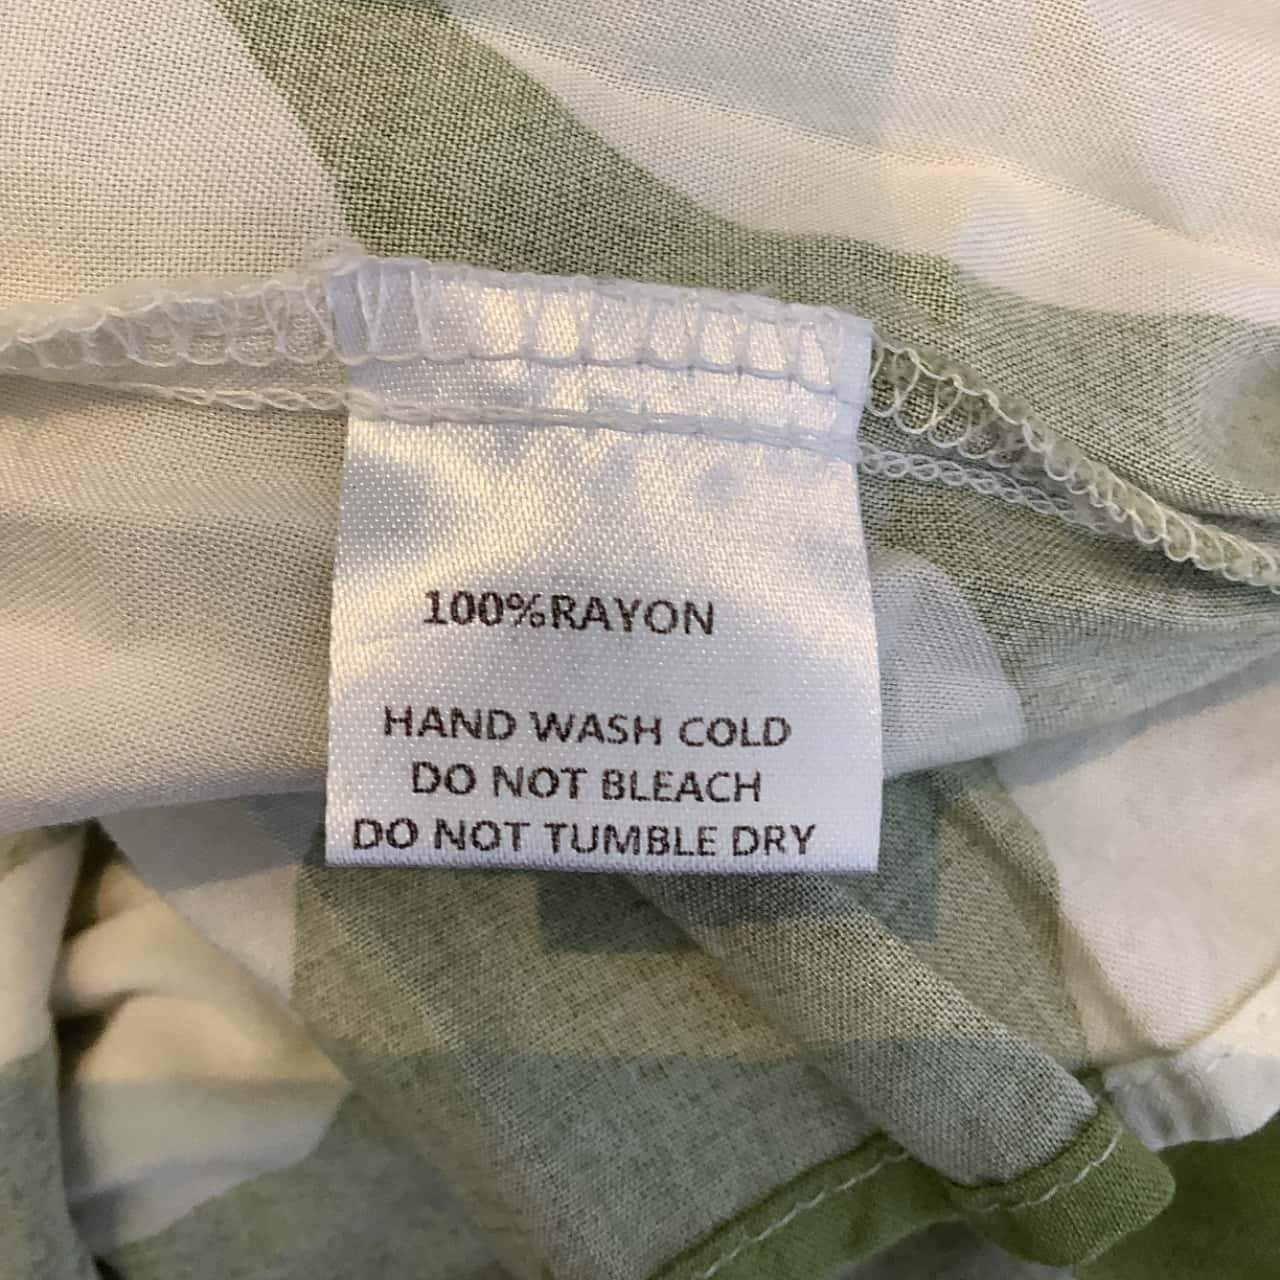 100%RAYON
HAND WASH COLD
DO NOT BLEACH
DO NOT TUMBLE DRY